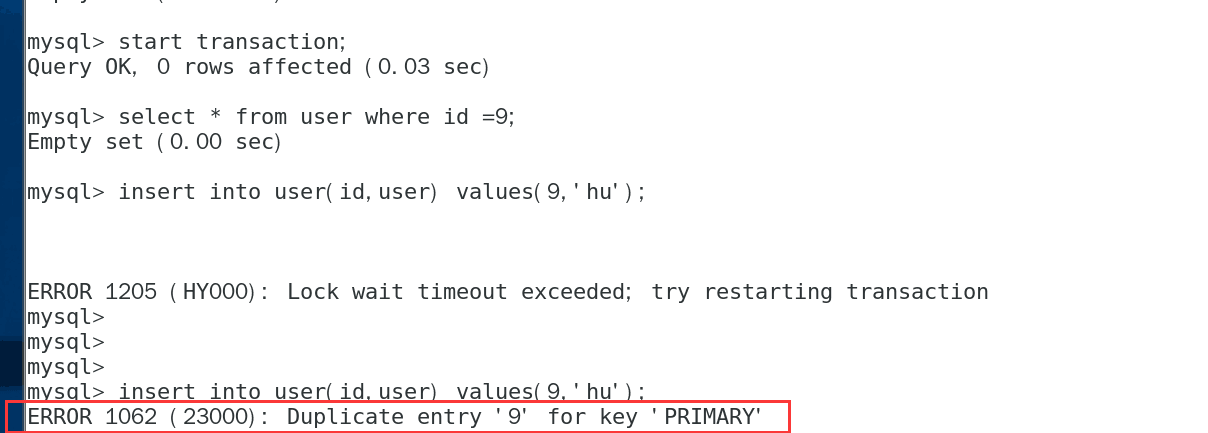 mysql> start transaction;
Query OK, 0 rows affected (0.03 sec)
mysql> select * from user where id =9;
Empty set (0.00 sec)
mysql> insert into user(id,user) values(9,'hu');
ERROR 1205 (HY000): Lock wait timeout exceeded; try restarting transaction
mysql>
mysql>
mysql>
mysql> insert into user(id,user) values(9,'hu');
ERROR 1062 (23000): Duplicate entry '9' for key 'PRIMARY'